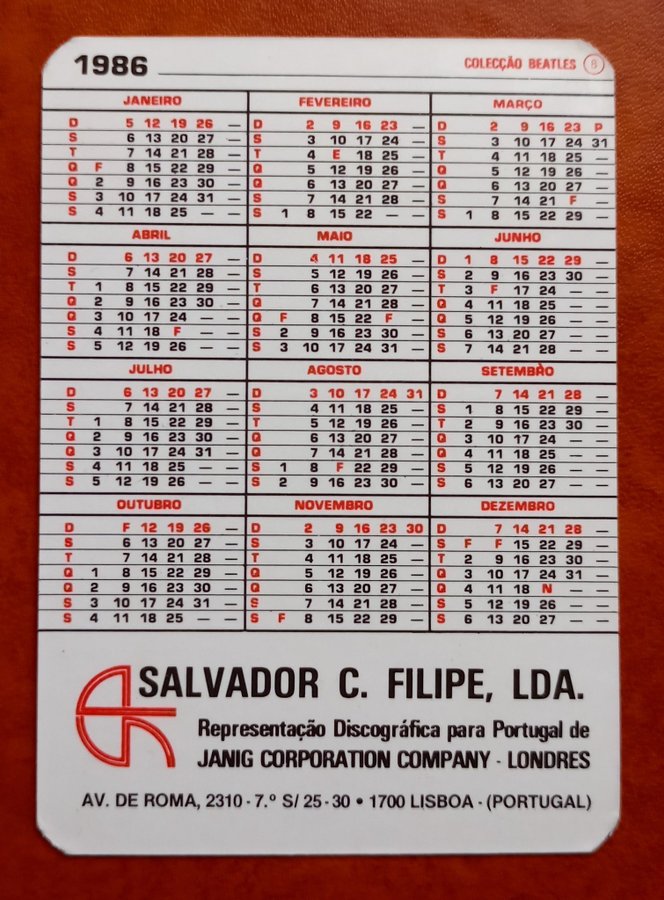 1986 COLECÇÃO BEATLES 8
JANEIRO FEVEREIRO MARÇO
D 5 12 19 26 — D 2 9 16 23 — D 2 9 16 23 P
S 6 13 20 27 — S 3 10 17 24 — S 3 10 17 24 31
T 7 14 21 28 — T 4 E 18 25 — T 4 11 18 25 —
Q F 8 15 22 29 — Q 5 12 19 26 — Q 5 12 19 26 —
Q 2 9 16 23 30 — Q 6 13 20 27 — Q 6 13 20 27 —
S 3 10 17 24 31 — S 7 14 21 28 — S 7 14 21 F —
S 4 11 18 25 — — S 1 8 15 22 — — S 1 8 15 22 29 —
ABRIL MAIO JUNHO
D 6 13 20 27 — D 4 11 18 25 — D 1 8 15 22 29 —
S 7 14 21 28 — S 5 12 19 26 — S 2 9 16 23 30 —
T 1 8 15 22 29 — T 6 13 20 27 — T 3 F 17 24 —
Q 2 9 16 23 30 — Q 7 14 21 28 — Q 4 11 18 25 —
Q 3 10 17 24 — — Q F 8 15 22 F — Q 5 12 19 26 —
S 4 11 18 F — — S 2 9 16 23 30 — S 6 13 20 27 — —
S 5 12 19 26 — — S 3 10 17 24 31 — S 7 14 21 28 — —
JULHO AGOSTO SETEMBRO
D 6 13 20 27 — D 3 10 17 24 31 D 7 14 21 28 —
S 7 14 21 28 — S 4 11 18 25 — S 1 8 15 22 29 —
T 1 8 15 22 29 — T 5 12 19 26 — T 2 9 16 23 30 —
Q 2 9 16 23 30 — Q 6 13 20 27 — Q 3 10 17 24 — —
Q 3 10 17 24 31 — Q 7 14 21 28 — Q 4 11 18 25 — —
S 4 11 18 25 — — S 1 8 F 22 29 — S 5 12 19 26 — —
S 5 12 19 26 — — S 2 9 16 23 30 — S 6 13 20 27 — —
OUTUBRO NOVEMBRO DEZEMBRO
D F 12 19 26 — D 2 9 16 23 30 D 7 14 21 28 —
S 6 13 20 27 — S 3 10 17 24 — S F F 15 22 29 —
T 7 14 21 28 — T 4 11 18 25 — T 2 9 16 23 30 —
Q 1 8 15 22 29 — Q 5 12 19 26 — Q 3 10 17 24 31 —
Q 2 9 16 23 30 — Q 6 13 20 27 — Q 4 11 18 N — —
S 3 10 17 24 31 — S 7 14 21 28 — S 5 12 19 26 — —
S 4 11 18 25 — — S F 8 15 22 29 — S 6 13 20 27 — —
SALVADOR C. FILIPE, LDA.
Representação Discográfica para Portugal de
JANIG CORPORATION COMPANY - LONDRES
AV. DE ROMA, 2310 - 7.º S/ 25 - 30 • 1700 LISBOA - (PORTUGAL)